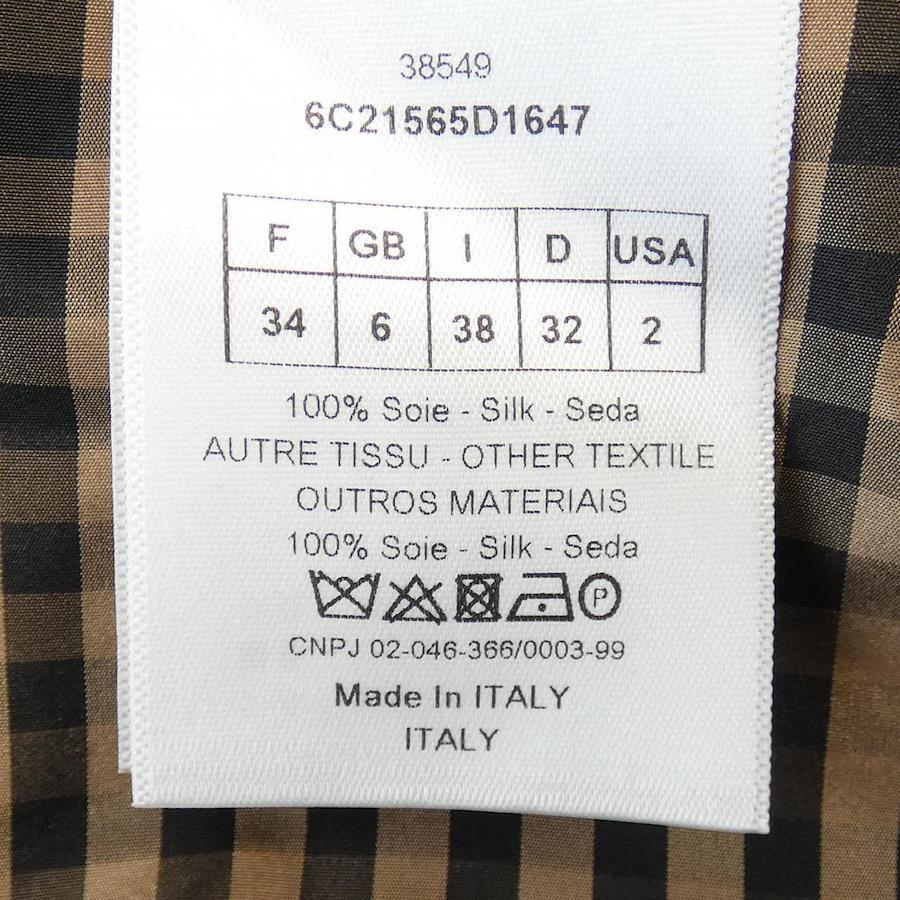 38549
6C21565D1647
F GB I D USA
34 6 38 32 2
100% Soie - Silk - Seda
AUTRE TISSU - OTHER TEXTILE
OUTROS MATERIAIS
100% Soie - Silk - Seda
P
CNPJ 02-046-366/0003-99
Made In ITALY
ITALY